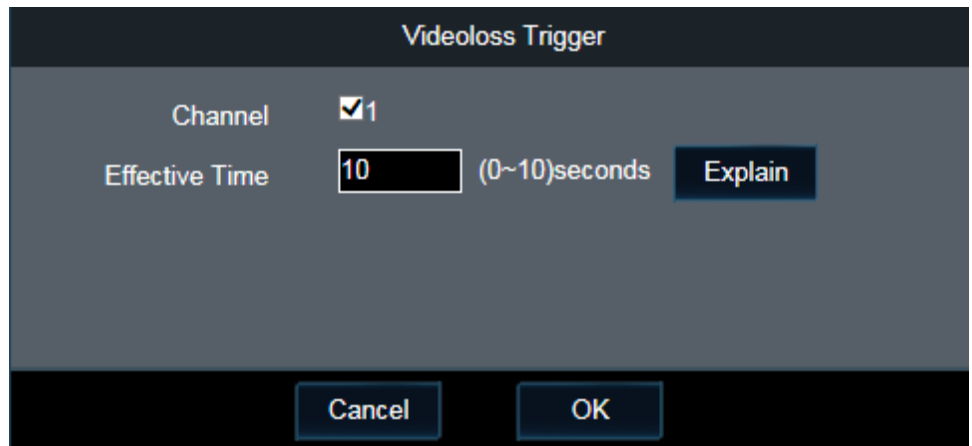 Videoloss Trigger
Channel 1
Effective Time 10 (0~10)seconds Explain
Cancel OK